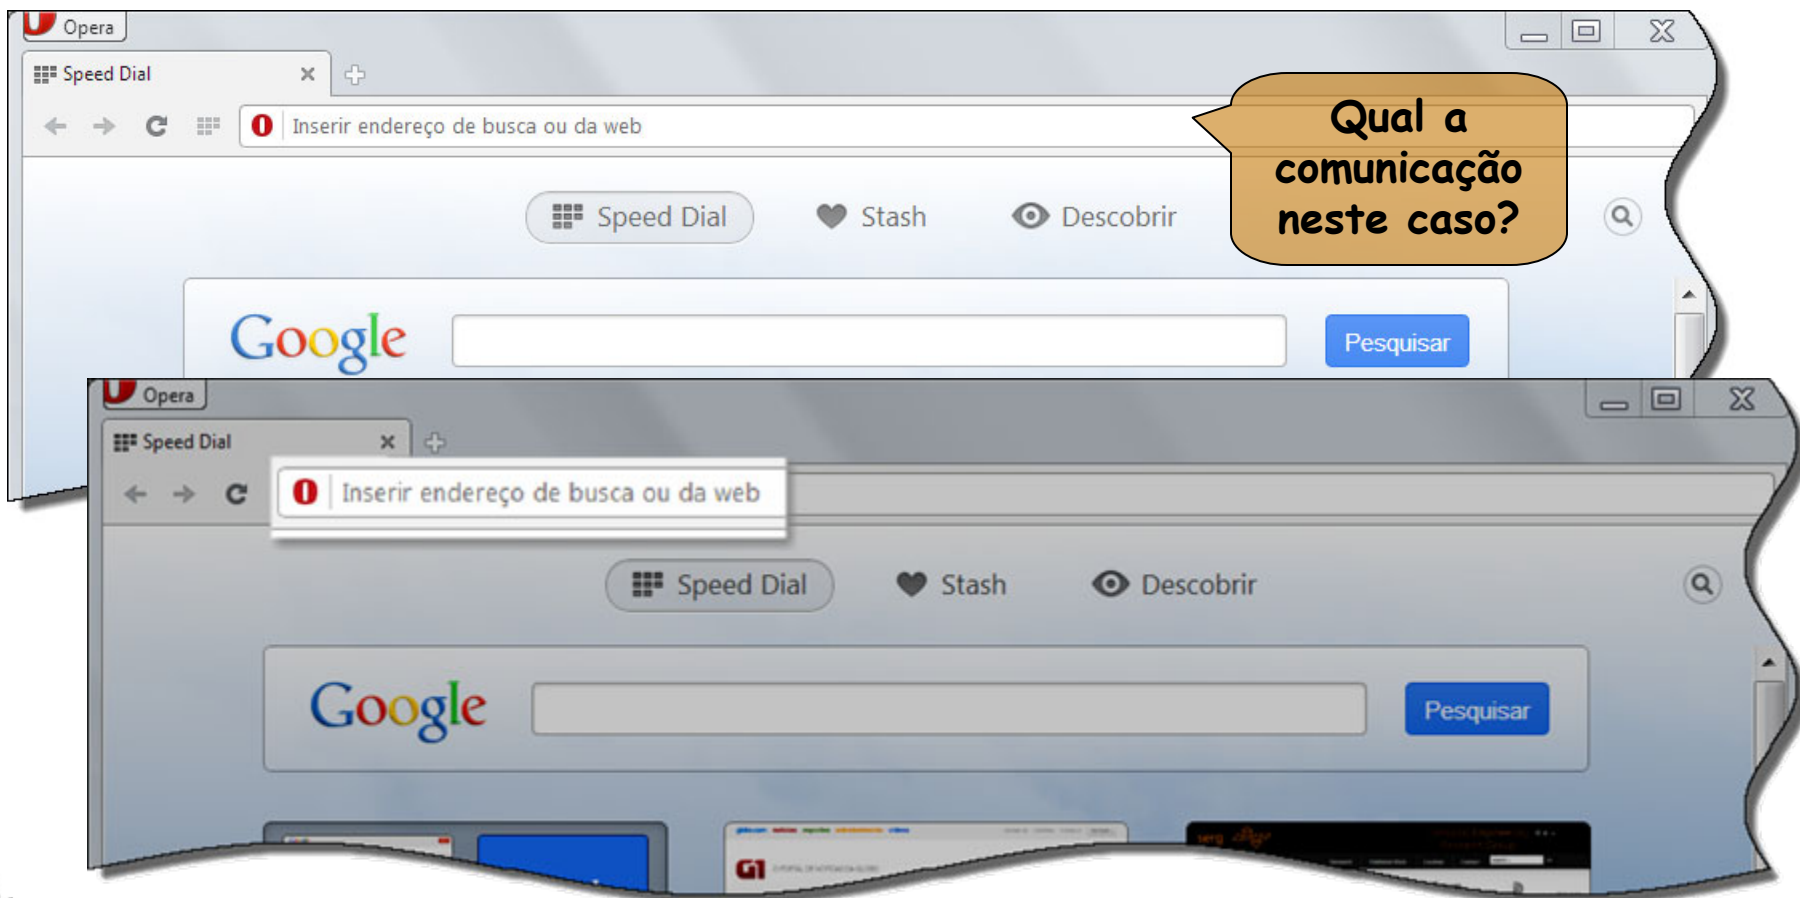 Opera
Speed Dial
Inserir endereço de busca ou da web
Qual a
comunicação
neste caso?
Speed Dial
Stash
Descobrir
Google
Pesquisar
Opera
Speed Dial
Inserir endereço de busca ou da web
Speed Dial
Stash
Descobrir
Google
Pesquisar
G1